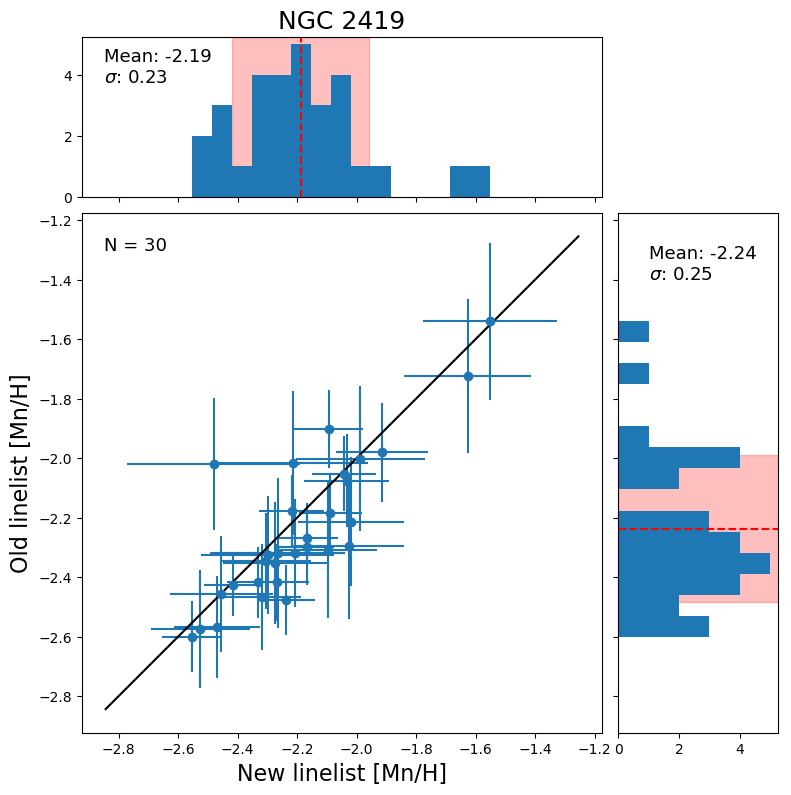 NGC 2419
Mean: -2.19
σ: 0.23
4
2
0
−1.2
−1.4
−1.6
−1.8
−2.0
−2.2
−2.4
−2.6
−2.8
Old linelist [Mn/H]
N = 30
Mean: -2.24
σ: 0.25
−2.8 −2.6 −2.4 −2.2 −2.0 −1.8 −1.6 −1.4 −1.2
0 2 4
New linelist [Mn/H]